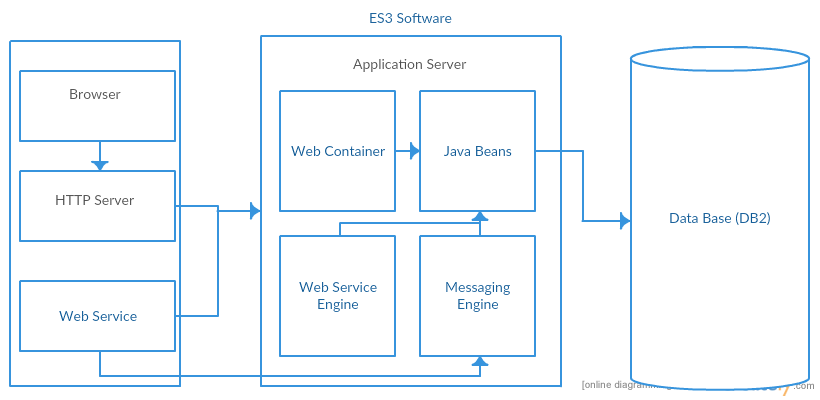 ES3 Software
Application Server
Browser
HTTP Server
Web Service
Web Container
Java Beans
Web Service
Engine
Messaging
Engine
Data Base (DB2)
[online
.com